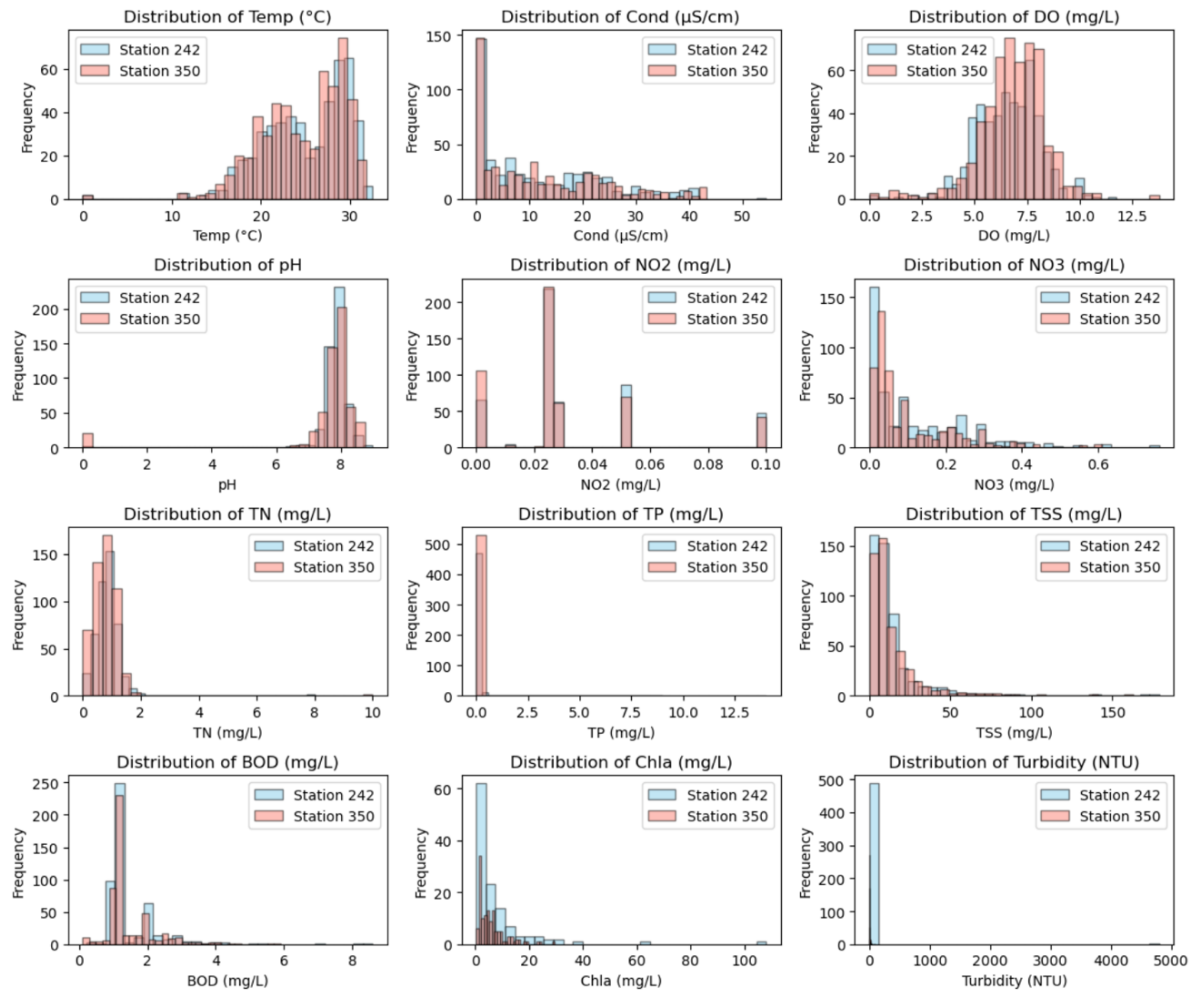 Distribution of Temp (°C)
Station 242
Station 350
Frequency
60
40
20
0
0
10
20
30
Temp (°C)
Distribution of Cond (µS/cm)
Station 242
Station 350
Frequency
150
100
50
0
0
10
20
30
40
50
Cond (µS/cm)
Distribution of DO (mg/L)
Station 242
Station 350
Frequency
60
40
20
0
0.0
2.5
5.0
7.5
10.0
12.5
DO (mg/L)
Distribution of pH
Station 242
Station 350
Frequency
200
150
100
50
0
0
2
4
6
8
pH
Distribution of NO2 (mg/L)
Station 242
Station 350
Frequency
200
150
100
50
0
0.00
0.02
0.04
0.06
0.08
0.10
NO2 (mg/L)
Distribution of NO3 (mg/L)
Station 242
Station 350
Frequency
150
100
50
0
0.0
0.2
0.4
0.6
NO3 (mg/L)
Distribution of TN (mg/L)
Station 242
Station 350
Frequency
150
100
50
0
0
2
4
6
8
10
TN (mg/L)
Distribution of TP (mg/L)
Station 242
Station 350
Frequency
500
400
300
200
100
0
0.0
2.5
5.0
7.5
10.0
12.5
TP (mg/L)
Distribution of TSS (mg/L)
Station 242
Station 350
Frequency
150
100
50
0
0
50
100
150
TSS (mg/L)
Distribution of BOD (mg/L)
Station 242
Station 350
Frequency
250
200
150
100
50
0
0
2
4
6
8
BOD (mg/L)
Distribution of Chla (mg/L)
Station 242
Station 350
Frequency
60
40
20
0
0
20
40
60
80
100
Chla (mg/L)
Distribution of Turbidity (NTU)
Station 242
Station 350
Frequency
500
400
300
200
100
0
0
1000
2000
3000
4000
5000
Turbidity (NTU)